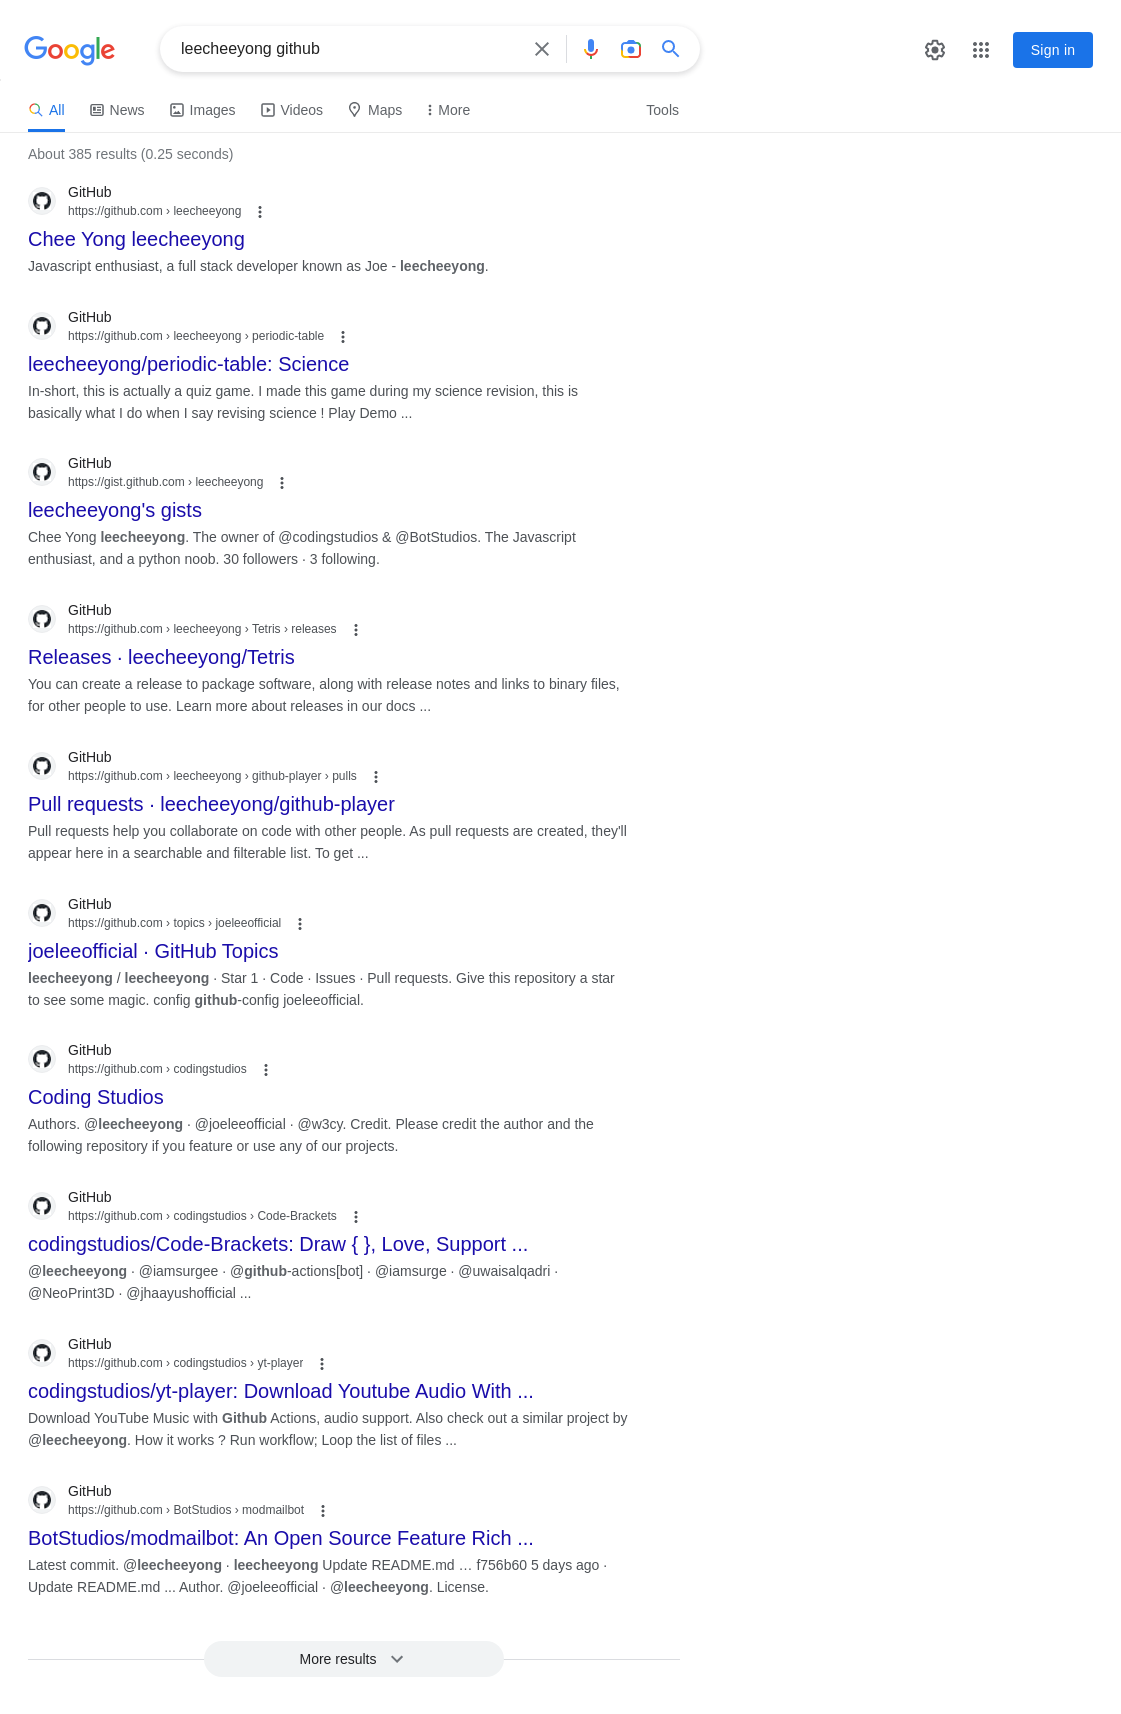 Google
leecheeyong github
Sign in
All News Images Videos Maps More Tools
About 385 results (0.25 seconds)
GitHub
https://github.com › leecheeyong
Chee Yong leecheeyong
Javascript enthusiast, a full stack developer known as Joe - leecheeyong.
GitHub
https://github.com › leecheeyong › periodic-table
leecheeyong/periodic-table: Science
In-short, this is actually a quiz game. I made this game during my science revision, this is
basically what I do when I say revising science ! Play Demo ...
GitHub
https://gist.github.com › leecheeyong
leecheeyong's gists
Chee Yong leecheeyong. The owner of @codingstudios & @BotStudios. The Javascript
enthusiast, and a python noob. 30 followers · 3 following.
GitHub
https://github.com › leecheeyong › Tetris › releases
Releases · leecheeyong/Tetris
You can create a release to package software, along with release notes and links to binary files,
for other people to use. Learn more about releases in our docs ...
GitHub
https://github.com › leecheeyong › github-player › pulls
Pull requests · leecheeyong/github-player
Pull requests help you collaborate on code with other people. As pull requests are created, they'll
appear here in a searchable and filterable list. To get ...
GitHub
https://github.com › topics › joeleeofficial
joeleeofficial · GitHub Topics
leecheeyong / leecheeyong · Star 1 · Code · Issues · Pull requests. Give this repository a star
to see some magic. config github-config joeleeofficial.
GitHub
https://github.com › codingstudios
Coding Studios
Authors. @leecheeyong · @joeleeofficial · @w3cy. Credit. Please credit the author and the
following repository if you feature or use any of our projects.
GitHub
https://github.com › codingstudios › Code-Brackets
codingstudios/Code-Brackets: Draw { }, Love, Support ...
@leecheeyong · @iamsurgee · @github-actions[bot] · @iamsurge · @uwaisalqadri ·
@NeoPrint3D · @jhaayushofficial ...
GitHub
https://github.com › codingstudios › yt-player
codingstudios/yt-player: Download Youtube Audio With ...
Download YouTube Music with Github Actions, audio support. Also check out a similar project by
@leecheeyong. How it works ? Run workflow; Loop the list of files ...
GitHub
https://github.com › BotStudios › modmailbot
BotStudios/modmailbot: An Open Source Feature Rich ...
Latest commit. @leecheeyong · leecheeyong Update README.md … f756b60 5 days ago ·
Update README.md ... Author. @joeleeofficial · @leecheeyong. License.
More results